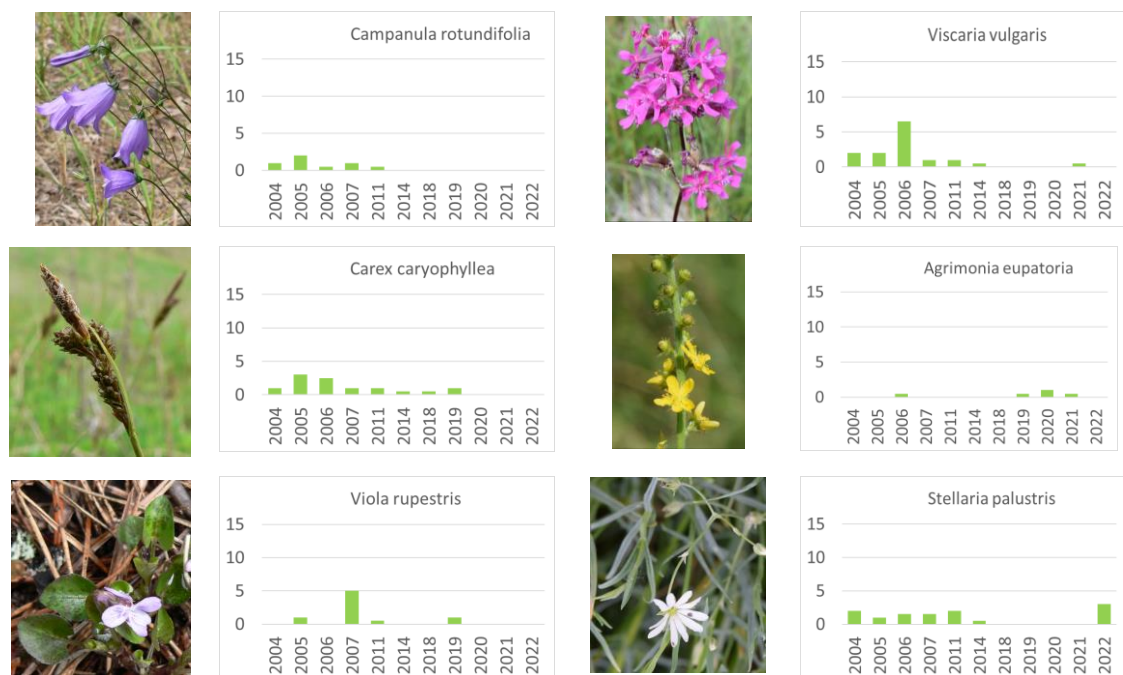 Campanula rotundifolia
15
10
5
0
2004 2005 2006 2007 2011 2014 2018 2019 2020 2021 2022
Viscaria vulgaris
15
10
5
0
2004 2005 2006 2007 2011 2014 2018 2019 2020 2021 2022
Carex caryophyllea
15
10
5
0
2004 2005 2006 2007 2011 2014 2018 2019 2020 2021 2022
Agrimonia eupatoria
15
10
5
0
2004 2005 2006 2007 2011 2014 2018 2019 2020 2021 2022
Viola rupestris
15
10
5
0
2004 2005 2006 2007 2011 2014 2018 2019 2020 2021 2022
Stellaria palustris
15
10
5
0
2004 2005 2006 2007 2011 2014 2018 2019 2020 2021 2022